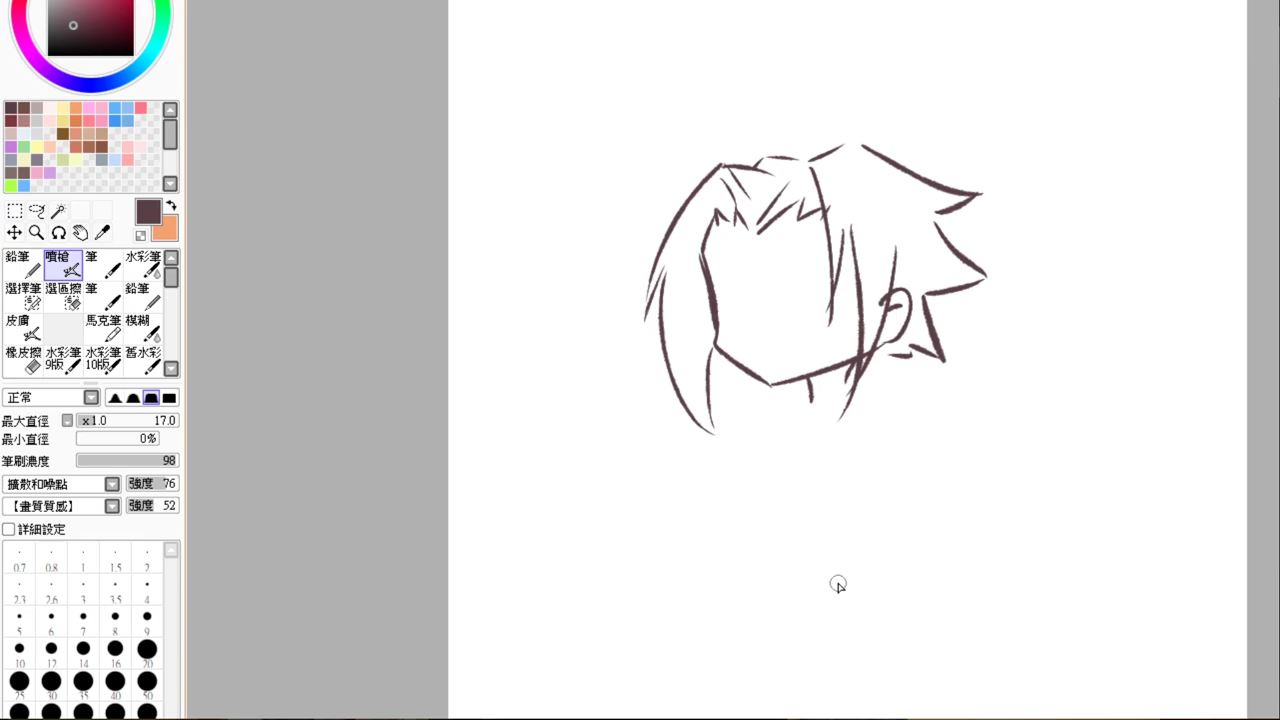 鉛筆 噴槍 筆 水彩筆
選擇筆 選區擦 筆 鉛筆
皮膚 馬克筆 模糊
橡皮擦 水彩筆 水彩筆 舊水彩
9版 10版
正常
最大直徑 x1.0 17.0
最小直徑 0%
筆刷濃度 98
擴散和噪點 強度 76
【畫質質感】 強度 52
詳細設定
0.7 0.8 1 1.5 2
2.3 2.6 3 3.5 4
5 6 7 8 9
10 12 14 16 20
25 30 35 40 50